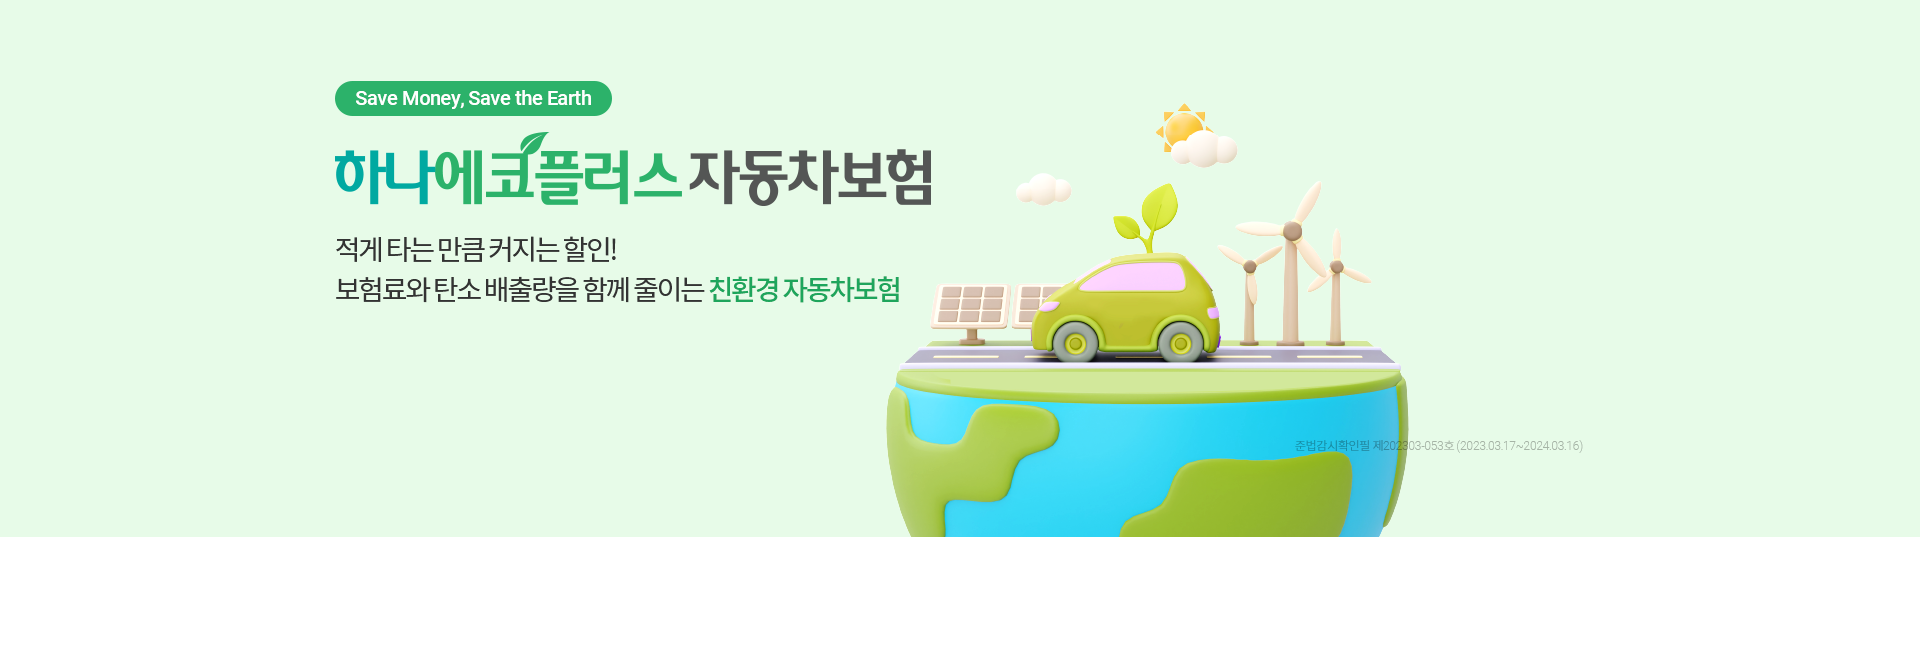 Save Money, Save the Earth
하나에코플러스 자동차보험
적게 타는 만큼 커지는 할인!
보험료와 탄소 배출량을 함께 줄이는 친환경 자동차보험
준법감시확인필 제202303-053호 (2023.03.17~2024.03.16)